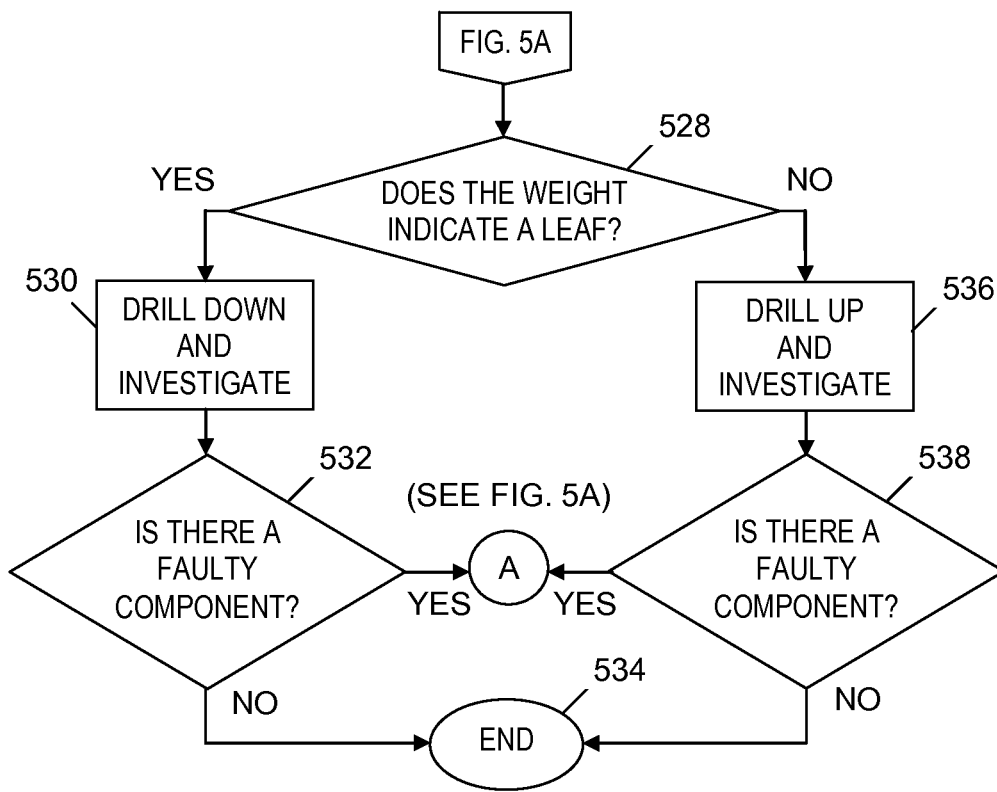 FIG. 5A
528
YES
DOES THE WEIGHT
INDICATE A LEAF?
NO
530
DRILL DOWN
AND
INVESTIGATE
536
DRILL UP
AND
INVESTIGATE
532
(SEE FIG. 5A)
538
IS THERE A
FAULTY
COMPONENT?
A
IS THERE A
FAULTY
COMPONENT?
YES
YES
NO
534
NO
END